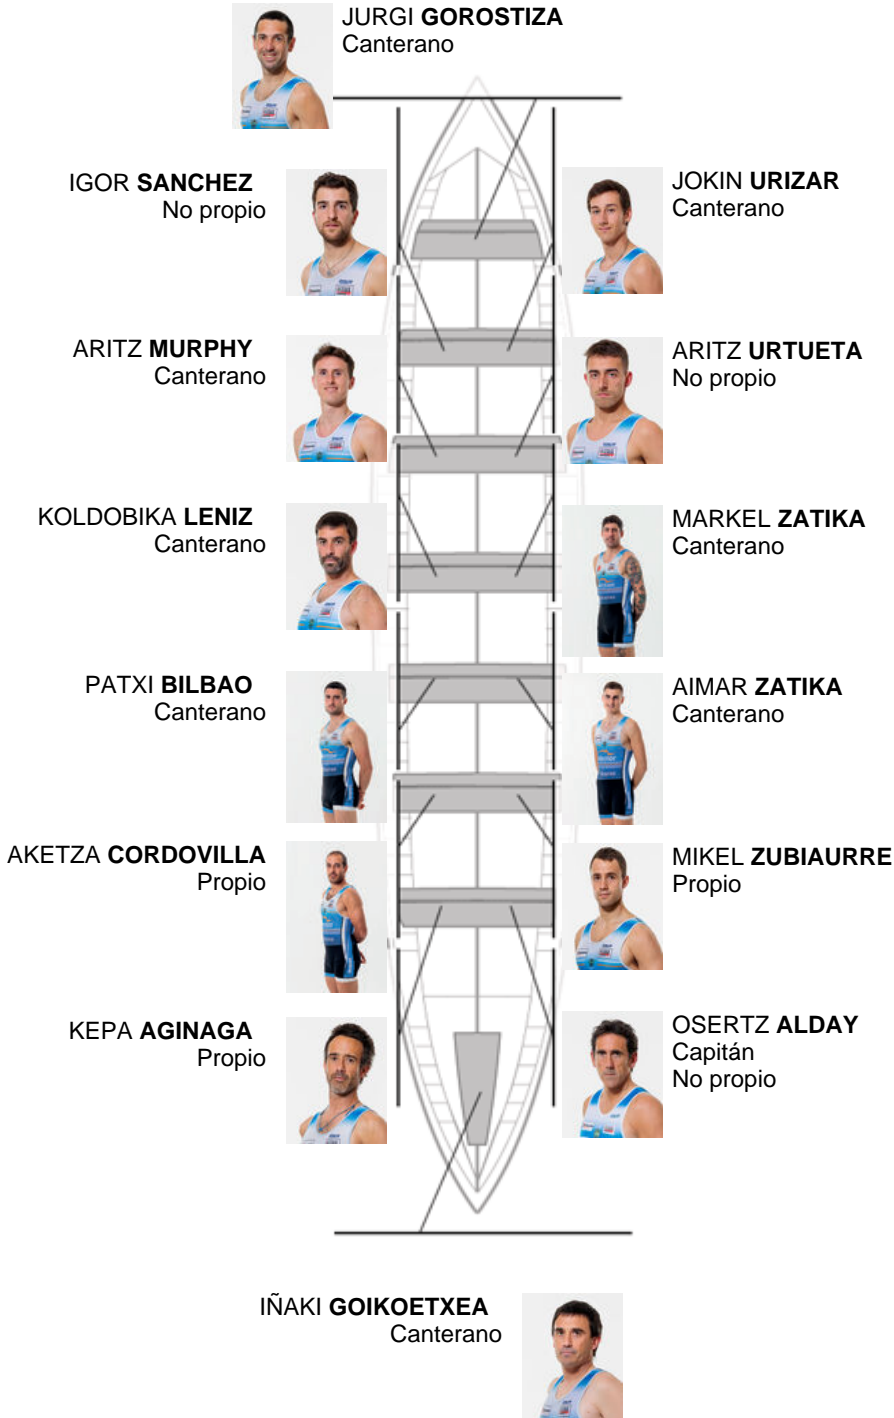 JURGI GOROSTIZA
Canterano
IGOR SANCHEZ
No propio
JOKIN URIZAR
Canterano
ARITZ MURPHY
Canterano
ARITZ URTUETA
No propio
KOLDOBIKA LENIZ
Canterano
MARKEL ZATIKA
Canterano
PATXI BILBAO
Canterano
AIMAR ZATIKA
Canterano
AKETZA CORDOVILLA
Propio
MIKEL ZUBIAURRE
Propio
KEPA AGINAGA
Propio
OSERTZ ALDAY
Capitán
No propio
IÑAKI GOIKOETXEA
Canterano